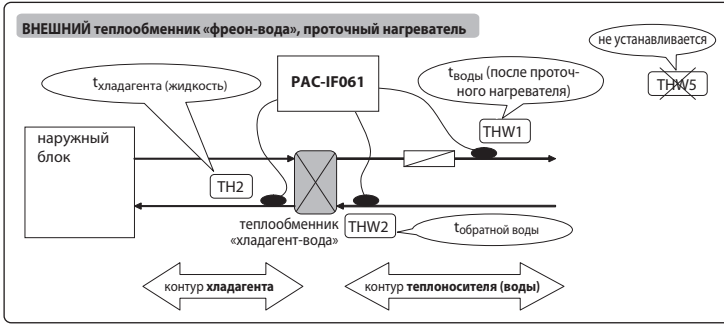 ВНЕШНИЙ теплообменник «фреон-вода», проточный нагреватель
не устанавливается
THW5
tхладагента (жидкость)
PAC-IF061
tводы (после проточ-
ного нагревателя)
THW1
наружный
блок
TH2
теплообменник
«хладагент-вода»
THW2
tобратной воды
контур хладагента
контур теплоносителя (воды)